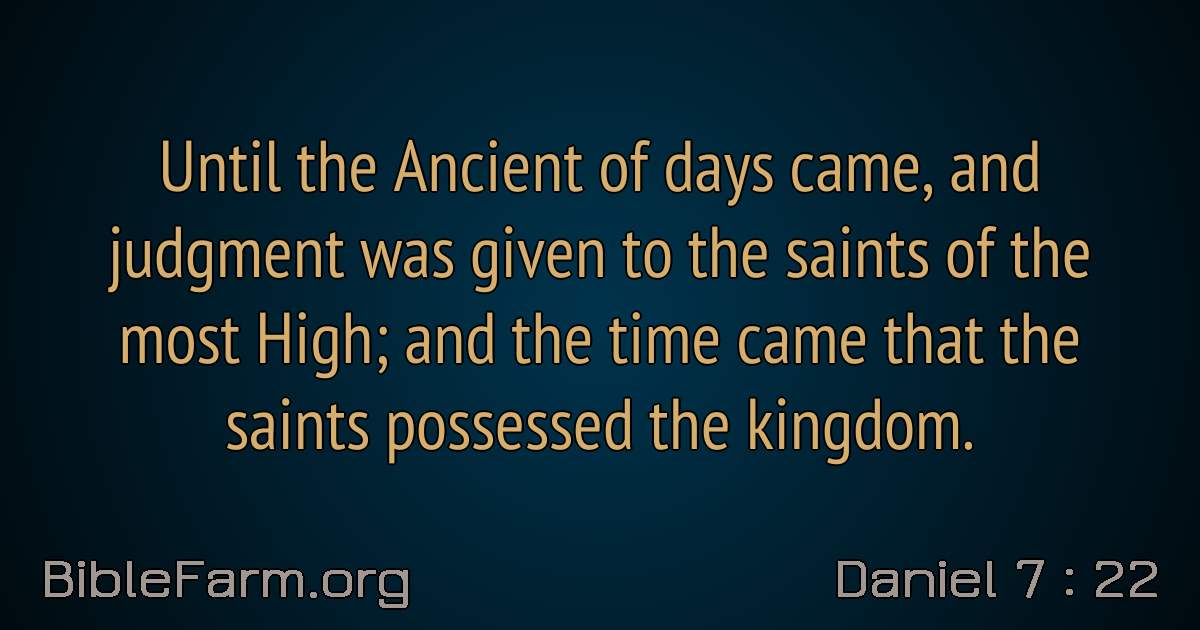 Until the Ancient of days came, and
judgment was given to the saints of the
most High; and the time came that the
saints possessed the kingdom.
BibleFarm.org
Daniel 7 : 22